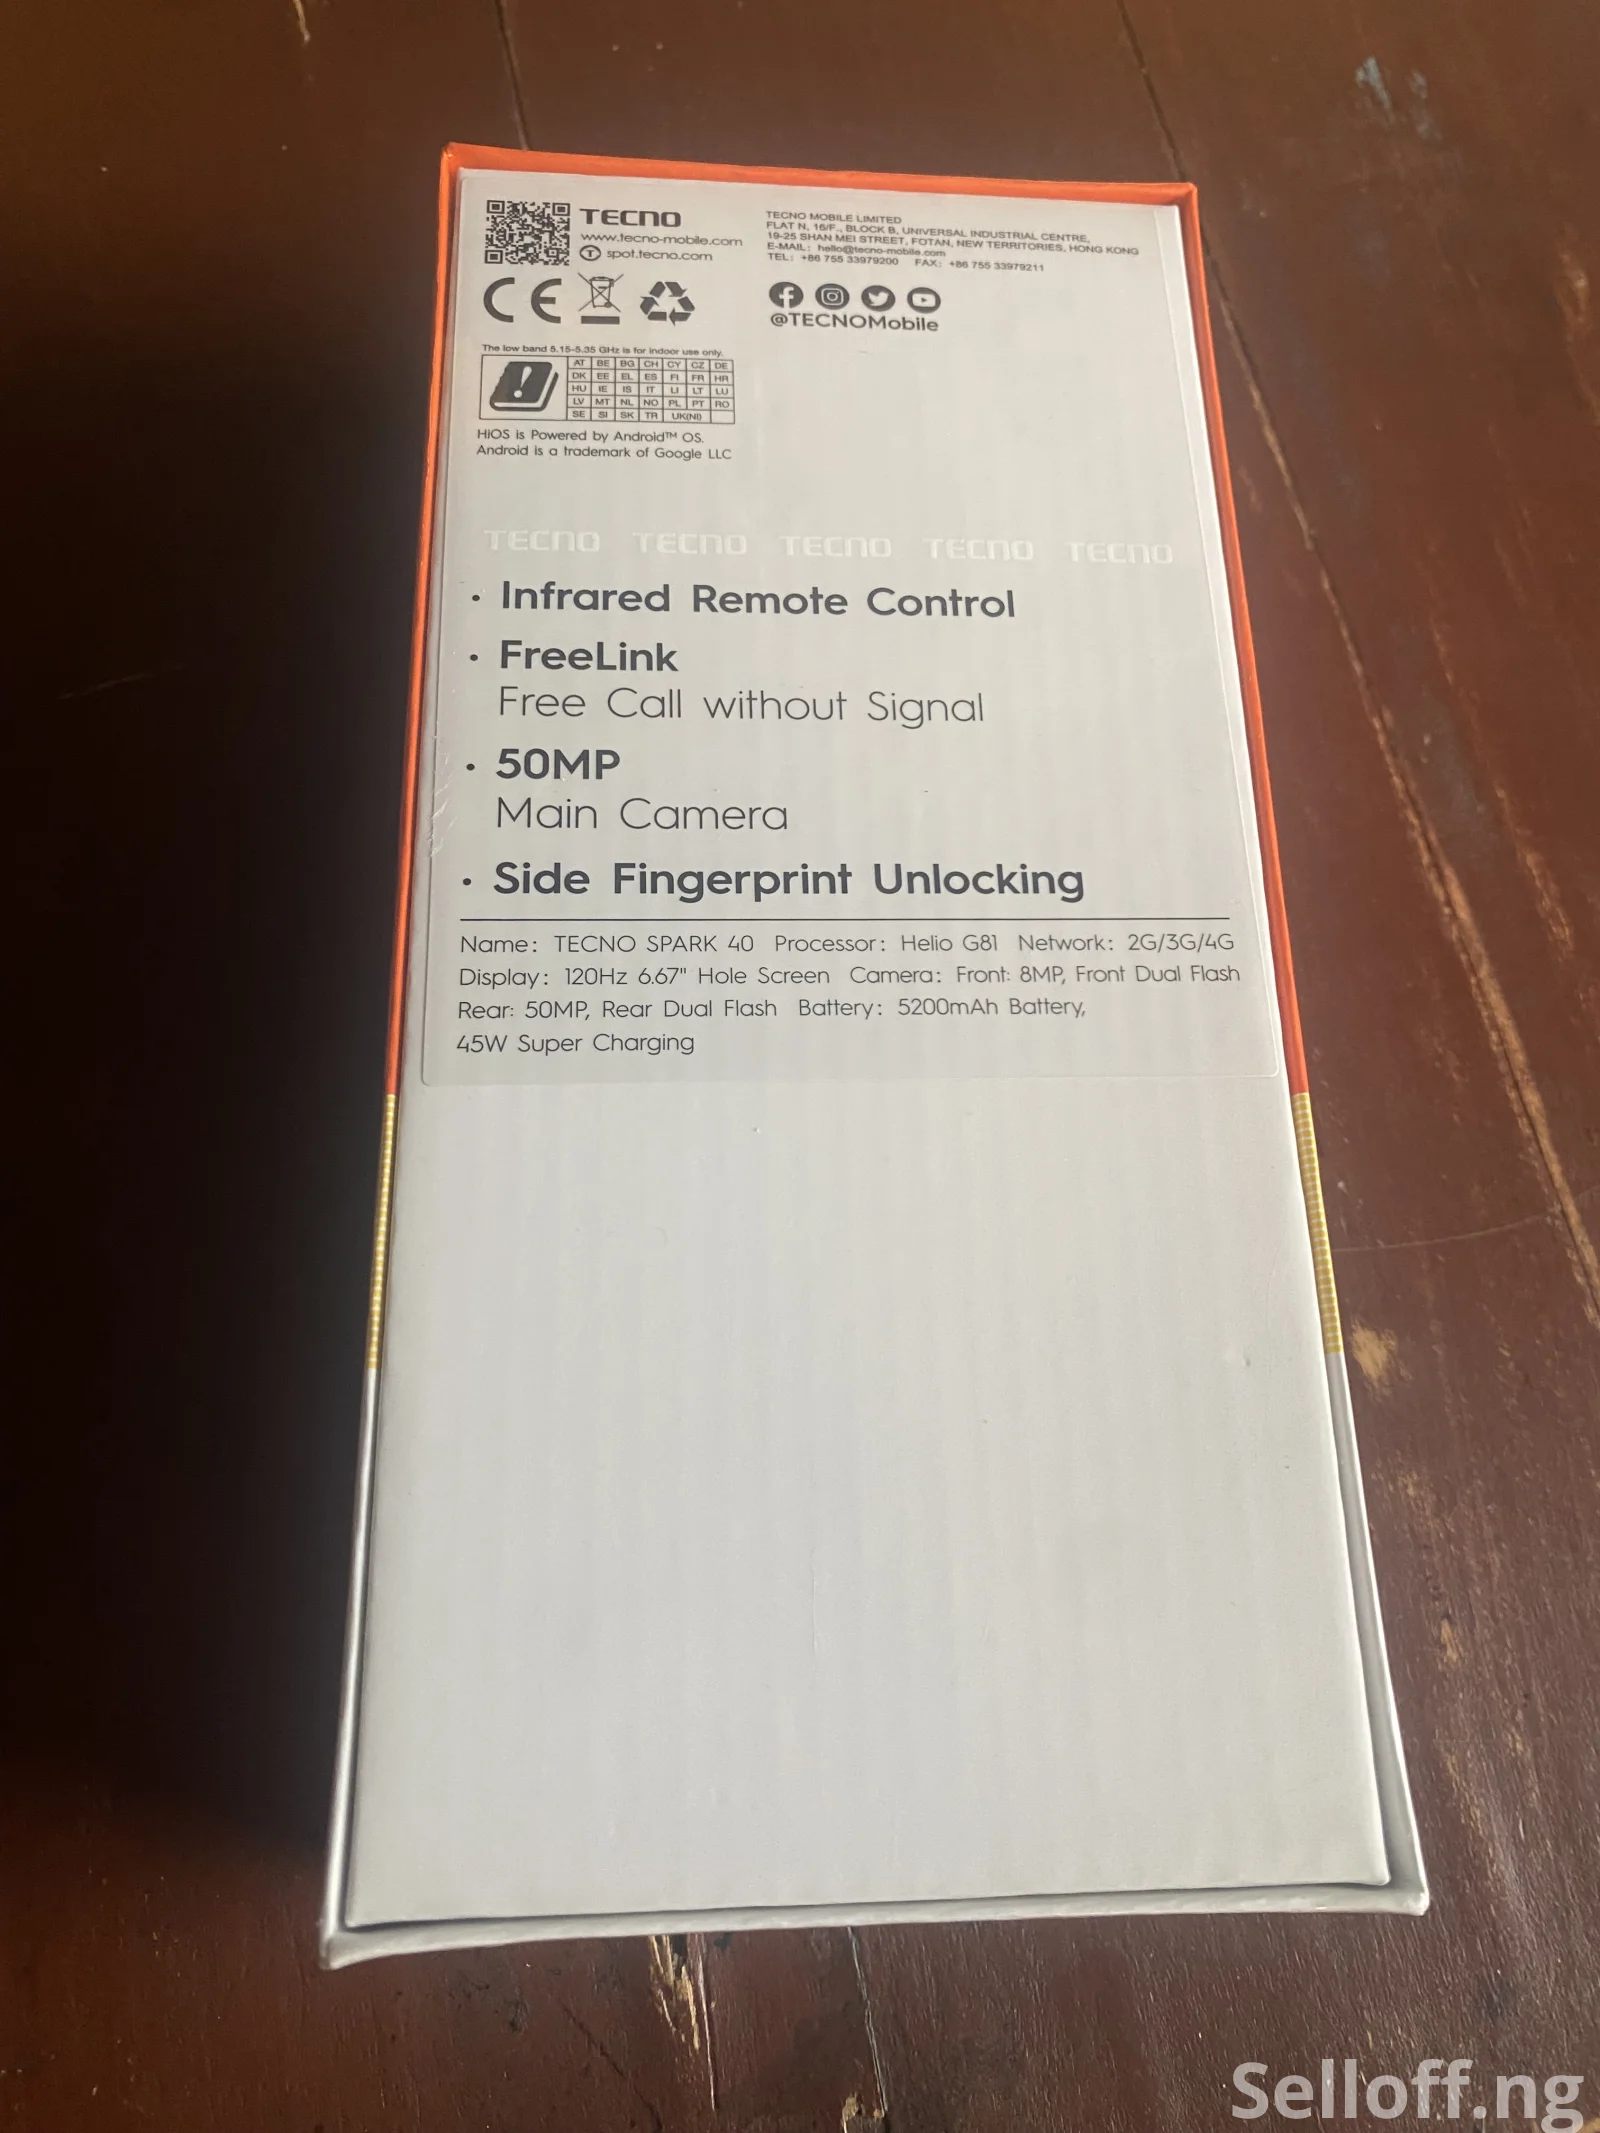 TECNO
www.tecno-mobile.com
spot.tecno.com
TECNO MOBILE LIMITED
FLAT N, 16/F., BLOCK B, UNIVERSAL INDUSTRIAL CENTRE,
19-25 SHAN MEI STREET, FOTAN, NEW TERRITORIES, HONG KONG
E-MAIL: hello@tecno-mobile.com
TEL: +86 755 33979200 FAX: +86 755 33979211
CE
@TECNOMobile
The low band 5.15-5.35 GHz is for indoor use only.
AT BE BG CH CY CZ DE
DK EE EL ES FI FR HR
HU IE IS IT LI LT LU
LV MT NL NO PL PT RO
SE SI SK TR UK(NI)
HiOS is Powered by Android™ OS.
Android is a trademark of Google LLC
TECNO TECNO TECNO TECNO TECNO
• Infrared Remote Control
• FreeLink
Free Call without Signal
• 50MP
Main Camera
• Side Fingerprint Unlocking
Name: TECNO SPARK 40 Processor: Helio G81 Network: 2G/3G/4G
Display: 120Hz 6.67" Hole Screen Camera: Front: 8MP, Front Dual Flash
Rear: 50MP, Rear Dual Flash Battery: 5200mAh Battery,
45W Super Charging
Selloff.ng